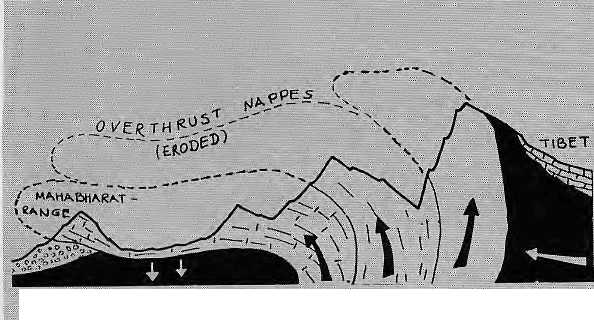 OVERTHRUST NAPPES
(ERODED)
TIBET
MAHABHARAT -
RANGE